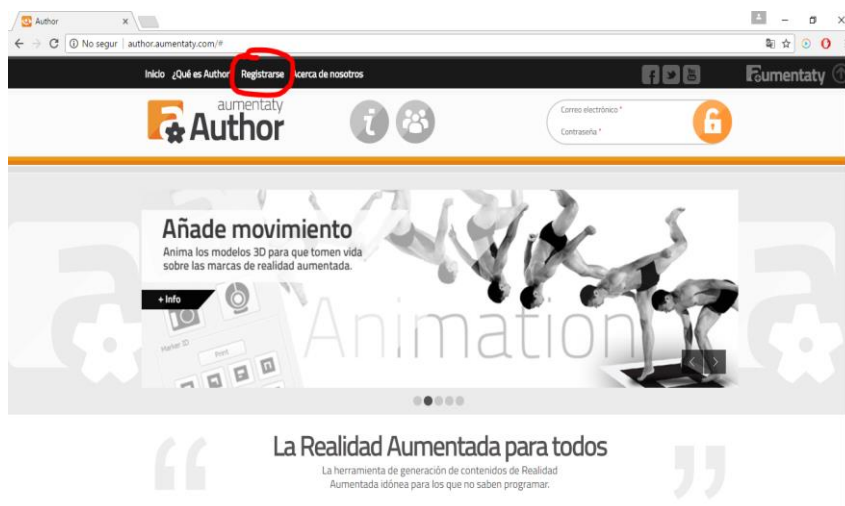 Author
No segur | author.aumentaty.com/#
Inicio ¿Qué es Author Registrarse Acerca de nosotros
aumentaty
aumentaty
Author
Correo electrónico *
Contraseña *
Añade movimiento
Anima los modelos 3D para que tomen vida
sobre las marcas de realidad aumentada.
+ Info
Marker ID
Print
Animation
La Realidad Aumentada para todos
La herramienta de generación de contenidos de Realidad
Aumentada idónea para los que no saben programar.